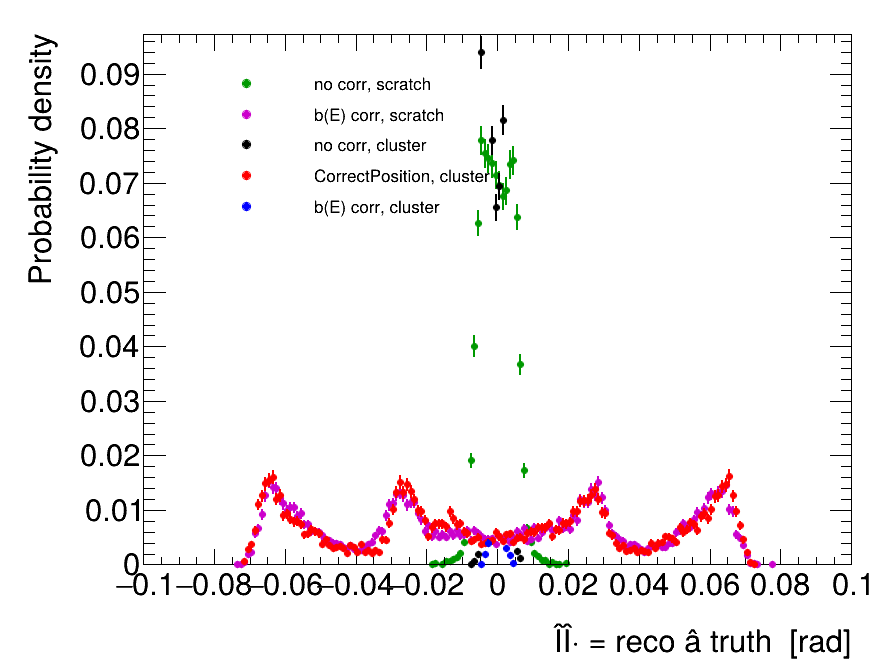 Probability density
0.09
0.08
0.07
0.06
0.05
0.04
0.03
0.02
0.01
0
no corr, scratch
b(E) corr, scratch
no corr, cluster
CorrectPosition, cluster
b(E) corr, cluster
−0.1 −0.08 −0.06 −0.04 −0.02 0 0.02 0.04 0.06 0.08 0.1
ÎÎ· = reco â truth [rad]